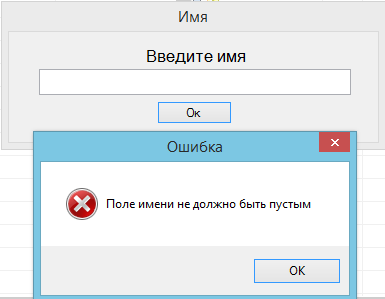 Имя
Введите имя
Ок
Ошибка
Поле имени не должно быть пустым
ОК